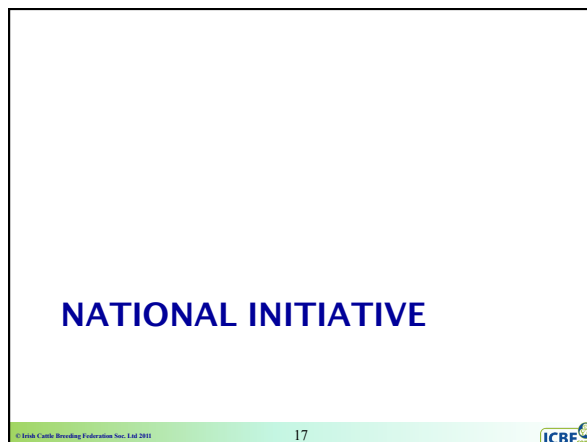 NATIONAL INITIATIVE
© Irish Cattle Breeding Federation Soc. Ltd 2011
17
ICBF